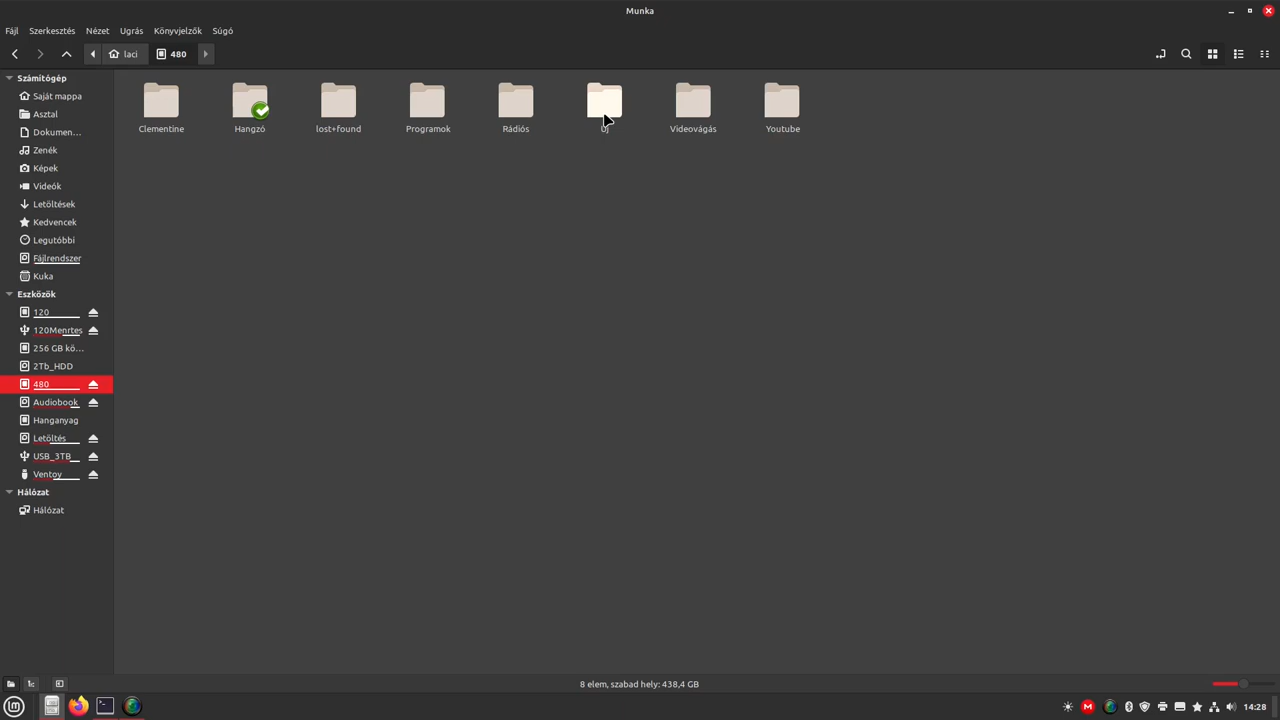 Munka
Fájl Szerkesztés Nézet Ugrás Könyvjelzők Súgó
laci 480
Számítógép
Saját mappa
Asztal
Dokumen...
Zenék
Képek
Videók
Letöltések
Kedvencek
Legutóbbi
Fájlrendszer
Kuka
Eszközök
120
120Menrtes
256 GB kö...
2Tb_HDD
480
Audiobook
Hanganyag
Letöltés
USB_3TB
Ventoy
Hálózat
Hálózat
Clementine Hangzó lost+found Programok Rádiós Új Videovágás Youtube
8 elem, szabad hely: 438,4 GB
14:28